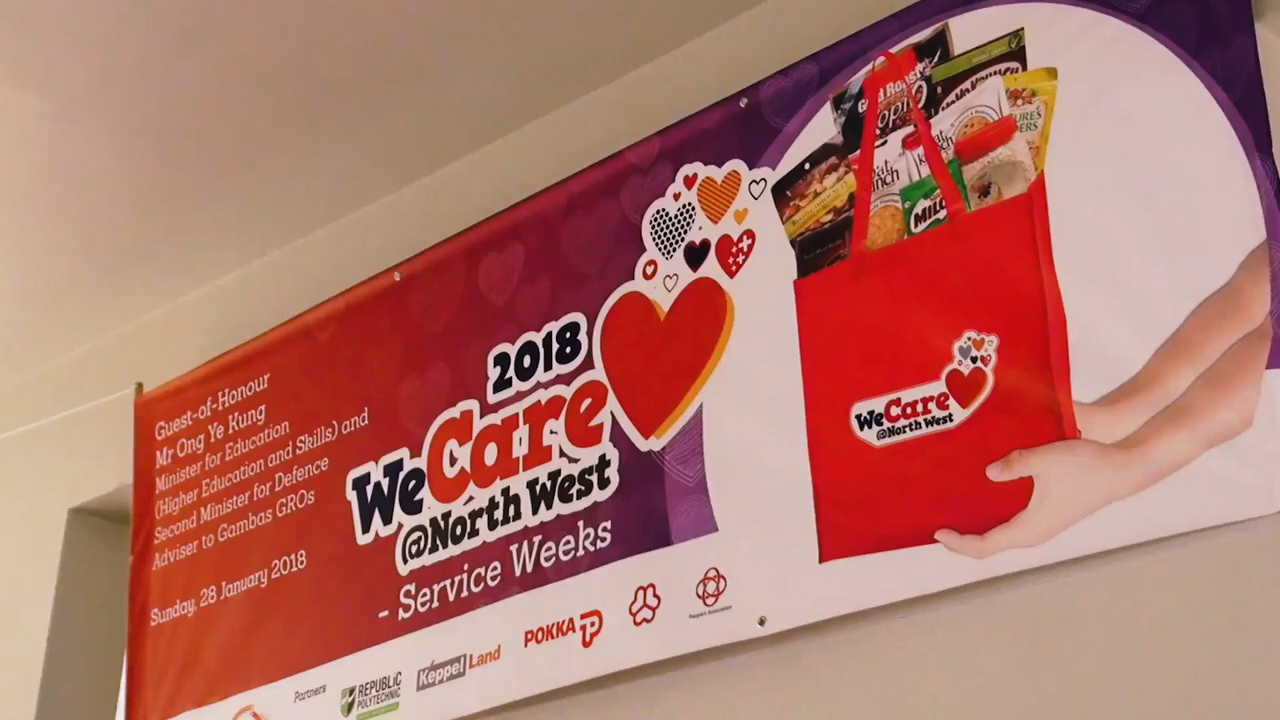 Guest-of-Honour
Mr Ong Ye Kung
Minister for Education
(Higher Education and Skills) and
Second Minister for Defence
Adviser to Gambas GROs
Sunday, 28 January 2018
2018
WeCare
@North West
- Service Weeks
Partners
REPUBLIC
POLYTECHNIC
Keppel Land
POKKA
People's Association
MILO
WeCare
@North West